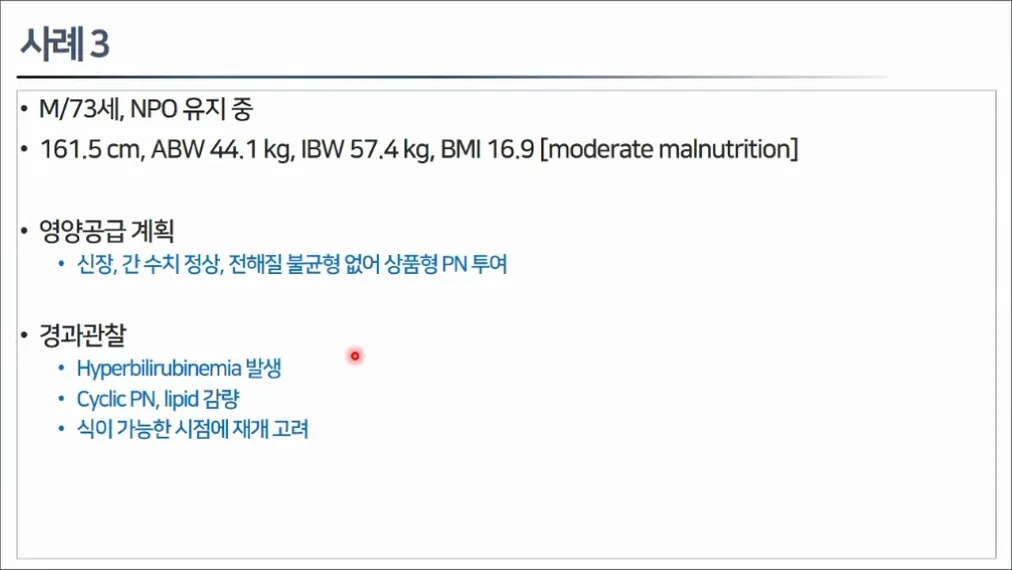 사례 3
• M/73세, NPO 유지 중
• 161.5 cm, ABW 44.1 kg, IBW 57.4 kg, BMI 16.9 [moderate malnutrition]
• 영양공급 계획
• 신장, 간 수치 정상, 전해질 불균형 없어 상품형 PN 투여
• 경과관찰
• Hyperbilirubinemia 발생
• Cyclic PN, lipid 감량
• 식이 가능한 시점에 재개 고려